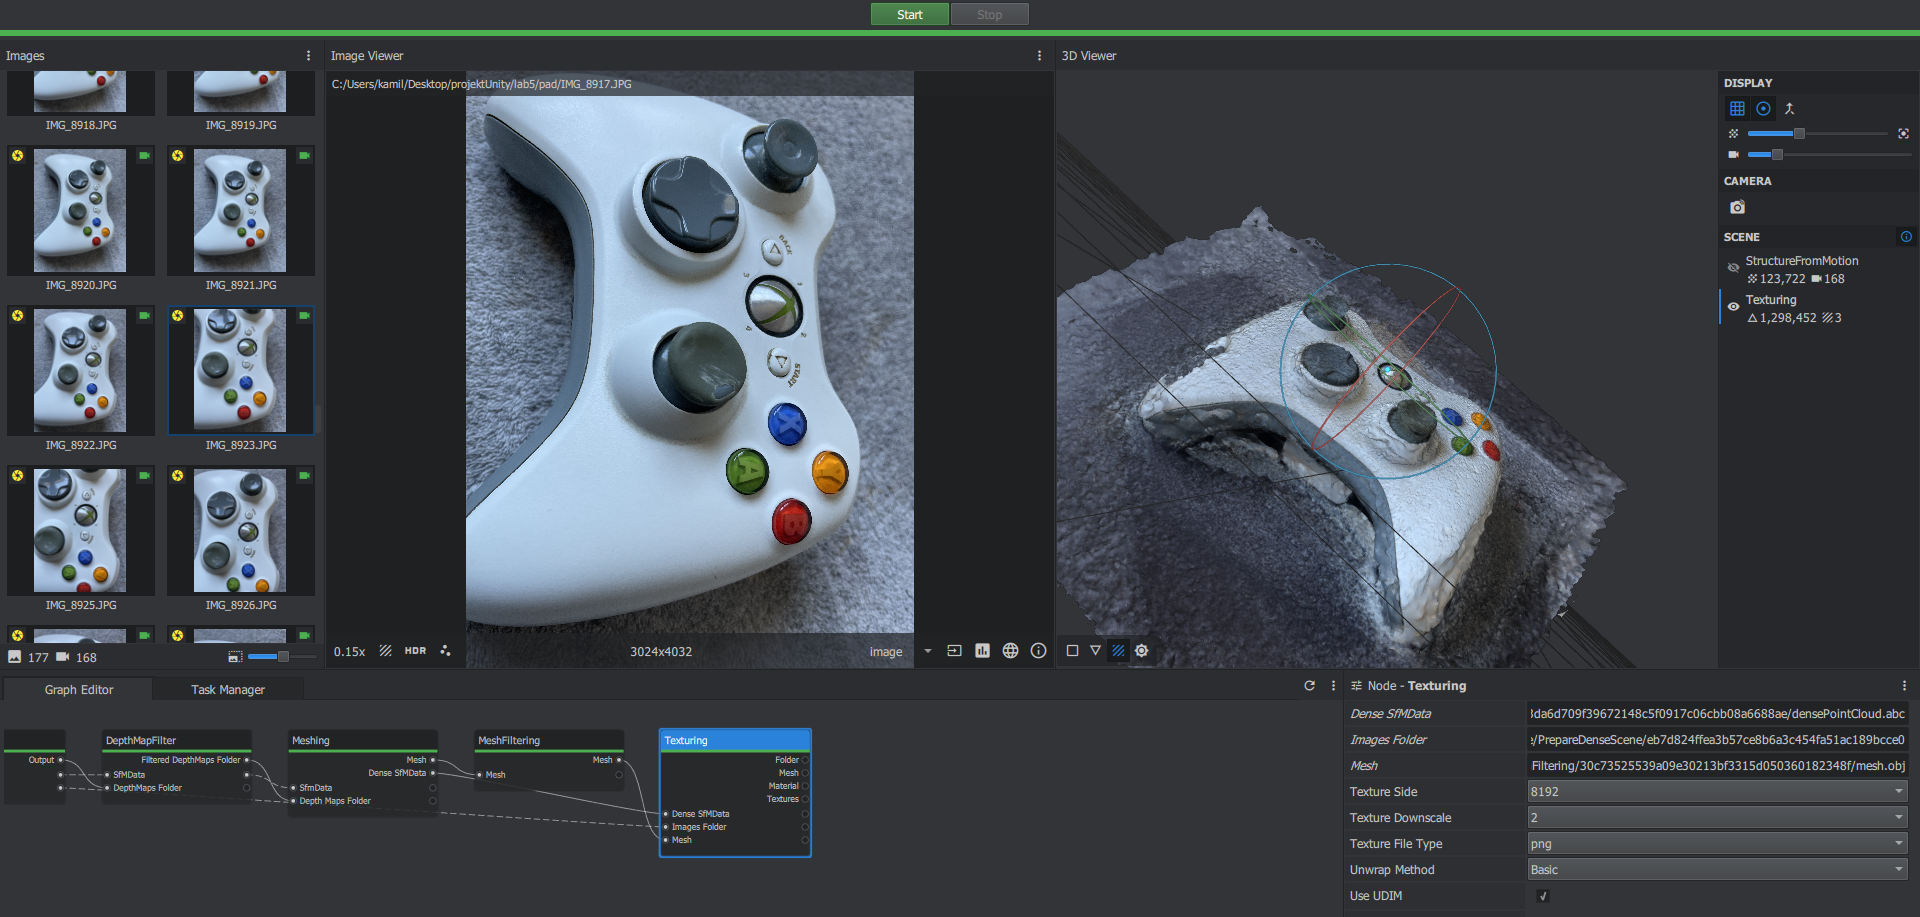 Start
Stop
Images
Image Viewer
3D Viewer
C:/Users/kamil/Desktop/projektUnity/lab5/pad/IMG_8917.JPG
IMG_8918.JPG
IMG_8919.JPG
IMG_8920.JPG
IMG_8921.JPG
IMG_8922.JPG
IMG_8923.JPG
IMG_8925.JPG
IMG_8926.JPG
177
168
BACK
START
X
A
Y
B
0.15x
HDR
3024x4032
image
DISPLAY
CAMERA
SCENE
StructureFromMotion
123,722
168
Texturing
1,298,452
3
Graph Editor
Task Manager
Output
DepthMapFilter
Filtered DepthMaps Folder
SfMData
DepthMaps Folder
Meshing
Mesh
Dense SfMData
SfmData
Depth Maps Folder
MeshFiltering
Mesh
Mesh
Texturing
Folder
Mesh
Material
Textures
Dense SfMData
Images Folder
Mesh
Node - Texturing
Dense SfMData
3da6d709f39672148c5f0917c06cbb08a6688ae/densePointCloud.abc
Images Folder
e/PrepareDenseScene/eb7d824ffea3b57ce8b6a3c454fa51ac189bcce0
Mesh
Filtering/30c73525539a09e30213bf3315d050360182348f/mesh.obj
Texture Side
8192
Texture Downscale
2
Texture File Type
png
Unwrap Method
Basic
Use UDIM